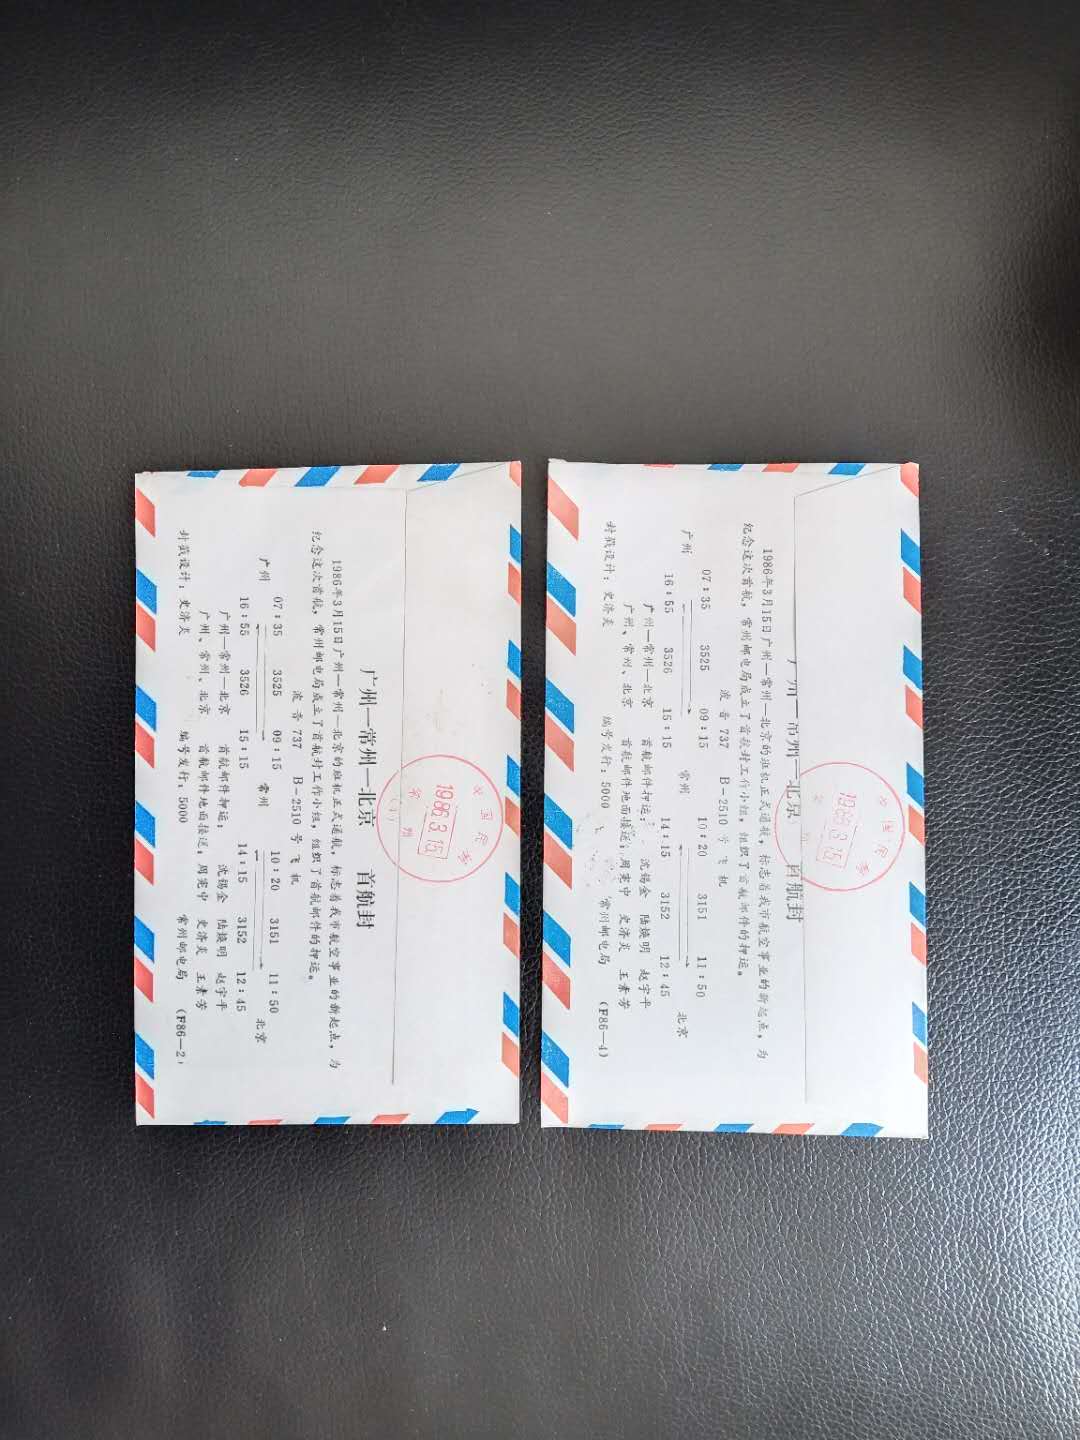 广州—常州—北京 首航封
1986年3月15日广州—常州—北京的班机正式通航，标志着我市航空事业的新起点，为
纪念这次首航，常州邮电局成立了首航封工作小组，组织了首航邮件的押运。
波音737 B-2510号飞机
07:35 3525 09:15 10:20 3151 11:50
广州 常州 北京
16:55 3526 15:15 14:15 3152 12:45
广州—常州—北京 首航邮件押运：沈锡金 陆焕明 赵宇平
广州、常州、北京 首航邮件地面接送：周宪中 史济炎 王素芳
封戳设计：史济炎 编号发行：5000 常州邮电局 (F86—2)
中国民航
1986.3.15
常州
(1)
广州—常州—北京 首航封
1986年3月15日广州—常州—北京的班机正式通航，标志着我市航空事业的新起点，为
纪念这次首航，常州邮电局成立了首航封工作小组，组织了首航邮件的押运。
波音737 B-2510号飞机
07:35 3525 09:15 10:20 3151 11:50
广州 常州 北京
16:55 3526 15:15 14:15 3152 12:45
广州—常州—北京 首航邮件押运：沈锡金 陆焕明 赵宇平
广州、常州、北京 首航邮件地面接送：周宪中 史济炎 王素芳
封戳设计：史济炎 编号发行：5000 常州邮电局 (F86—4)
中国民航
1986.3.15
常州